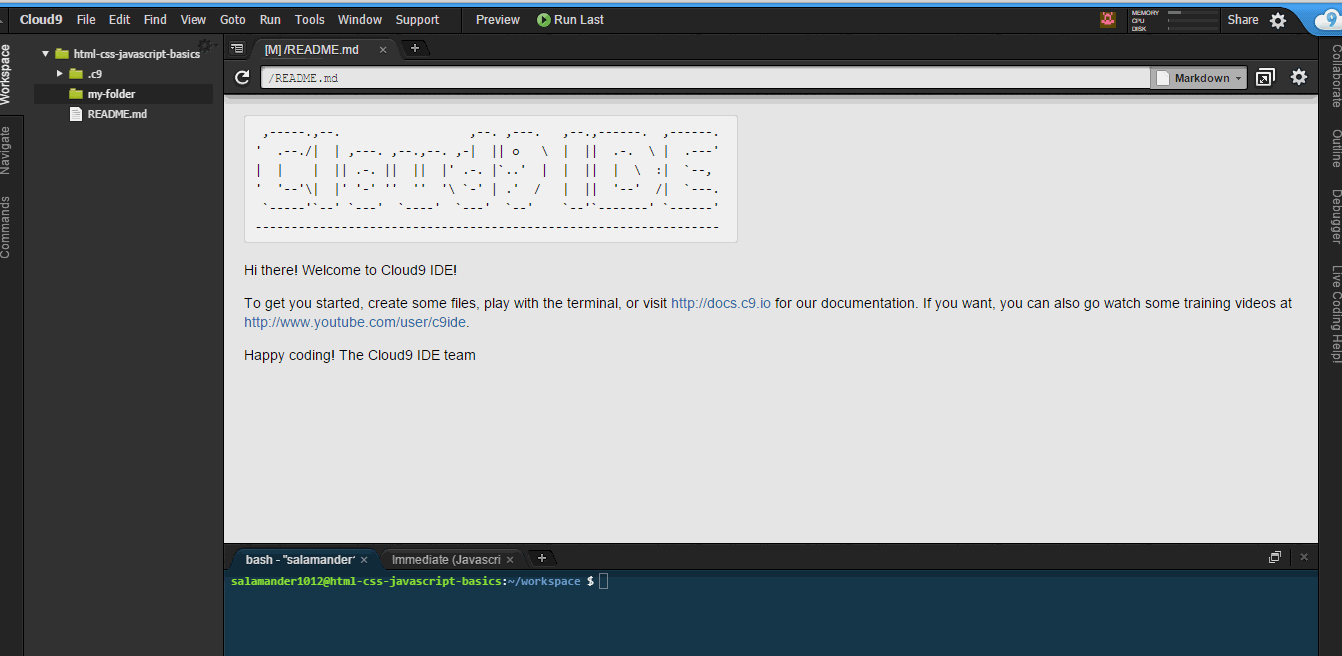 Cloud9 File Edit Find View Goto Run Tools Window Support Preview Run Last MEMORY CPU DISK Share 9
Workspace
Navigate
Commands
html-css-javascript-basics
.c9
my-folder
README.md
[M] /README.md × +
/README.md Markdown
 ,-----.,--.                  ,--. ,---.   ,--.,------.  ,------.
'  .--./|  | ,---. ,--.,--. ,-|  || o   \  |  ||  .-.  \ |  .---'
|  |    |  || .-. ||  ||  |' .-. |`..'  |  |  ||  |  \  :|  `--,
'  '--'\|  |' '-' ''  ''  '\ `-' | .'  /   |  ||  '--'  /|  `---.
 `-----'`--' `---'  `----'  `---'  `--'    `--'`-------' `------'
-----------------------------------------------------------------
Hi there! Welcome to Cloud9 IDE!
To get you started, create some files, play with the terminal, or visit http://docs.c9.io for our documentation. If you want, you can also go watch some training videos at
http://www.youtube.com/user/c9ide.
Happy coding! The Cloud9 IDE team
bash - "salamander1 × Immediate (Javascri × +
salamander1012@html-css-javascript-basics:~/workspace $
Collaborate
Outline
Debugger
Live Coding Help!